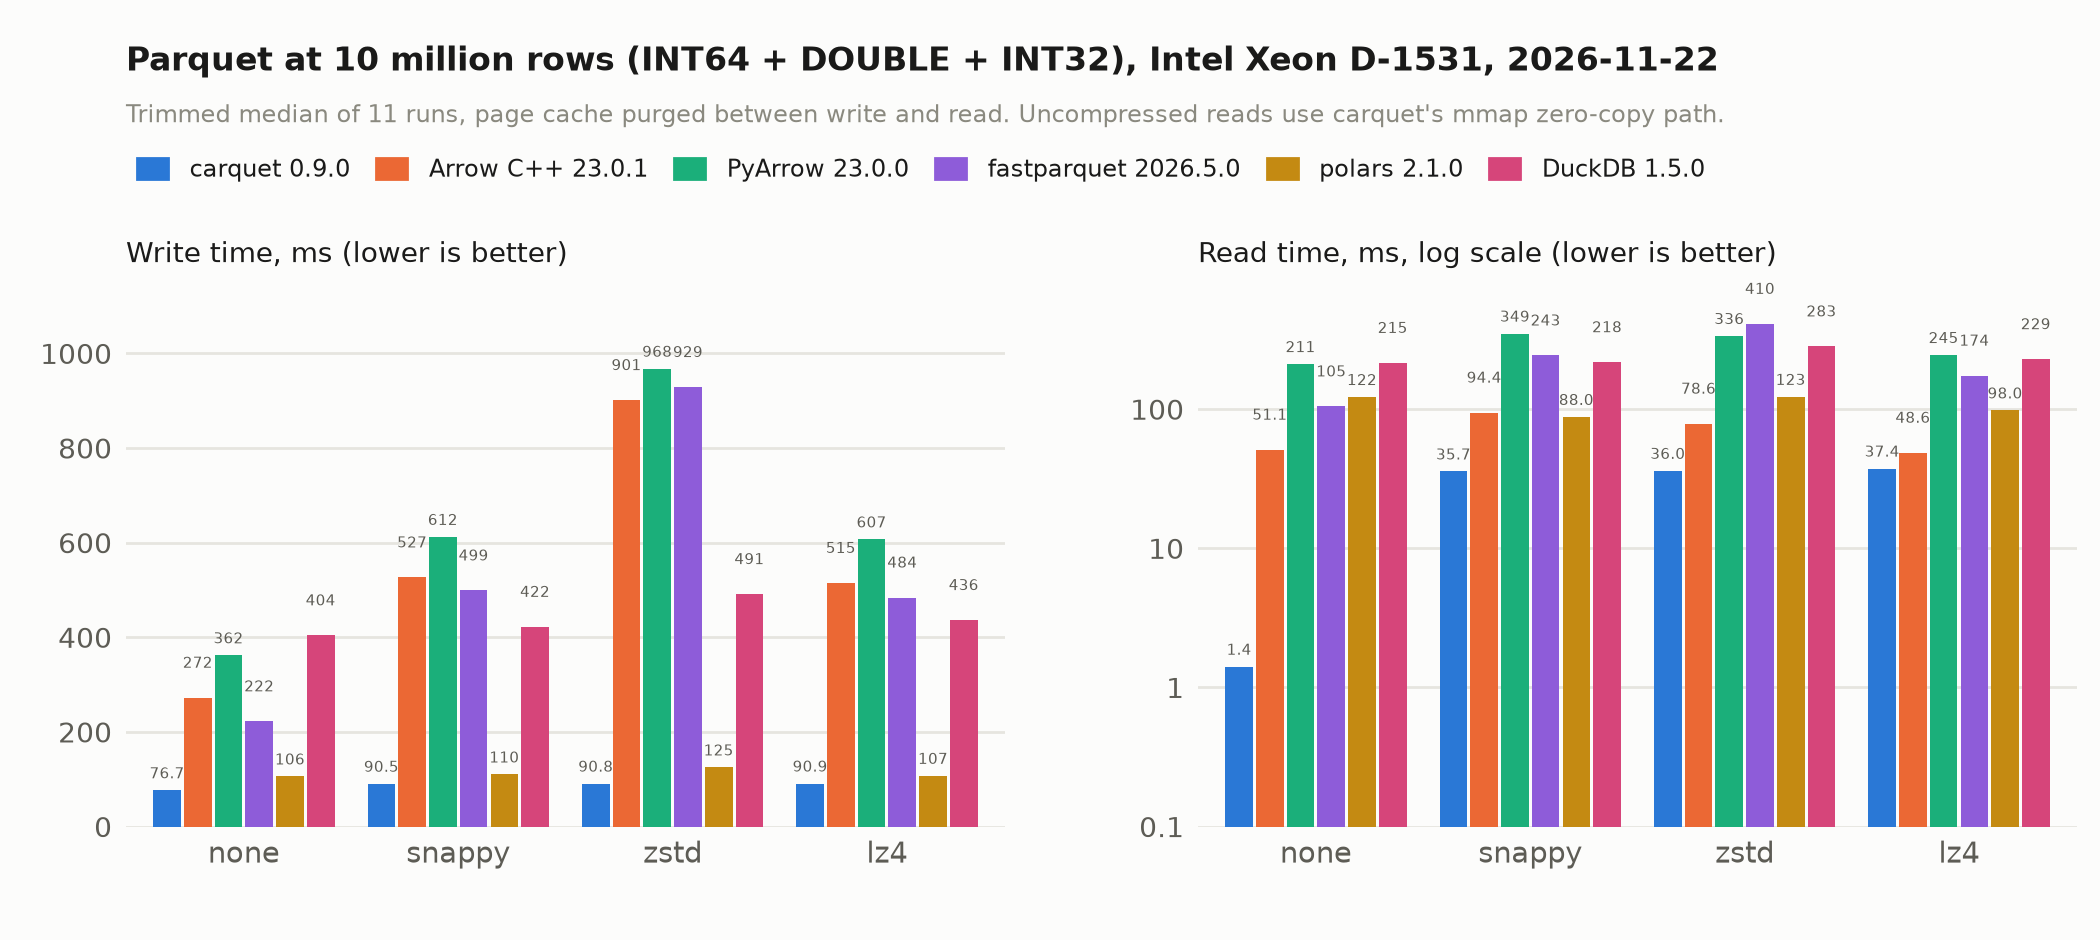 Parquet at 10 million rows (INT64 + DOUBLE + INT32), Intel Xeon D-1531, 2026-11-22
Trimmed median of 11 runs, page cache purged between write and read. Uncompressed reads use carquet's mmap zero-copy path.
carquet 0.9.0 Arrow C++ 23.0.1 PyArrow 23.0.0 fastparquet 2026.5.0 polars 2.1.0 DuckDB 1.5.0
Write time, ms (lower is better)
1000
800
600
400
200
0
76.7 272 362 222 106 404
90.5 527 612 499 110 422
90.8 901 968 929 125 491
90.9 515 607 484 107 436
none snappy zstd lz4
Read time, ms, log scale (lower is better)
100
10
1
0.1
1.4 51.1 211 105 122 215
35.7 94.4 349 243 88.0 218
36.0 78.6 336 410 123 283
37.4 48.6 245 174 98.0 229
none snappy zstd lz4